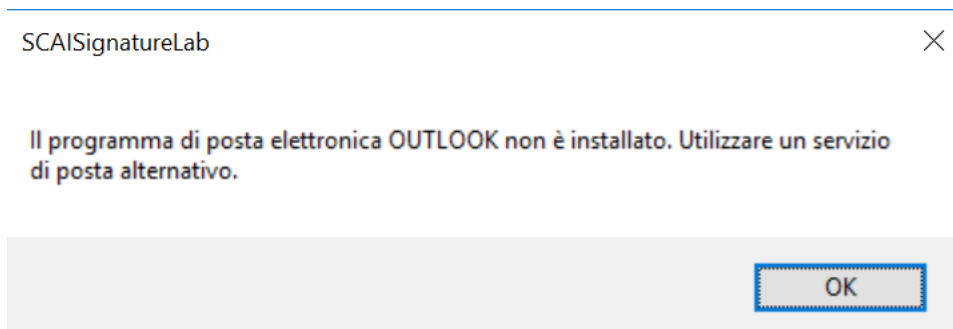 SCAISignatureLab
Il programma di posta elettronica OUTLOOK non è installato. Utilizzare un servizio
di posta alternativo.
OK